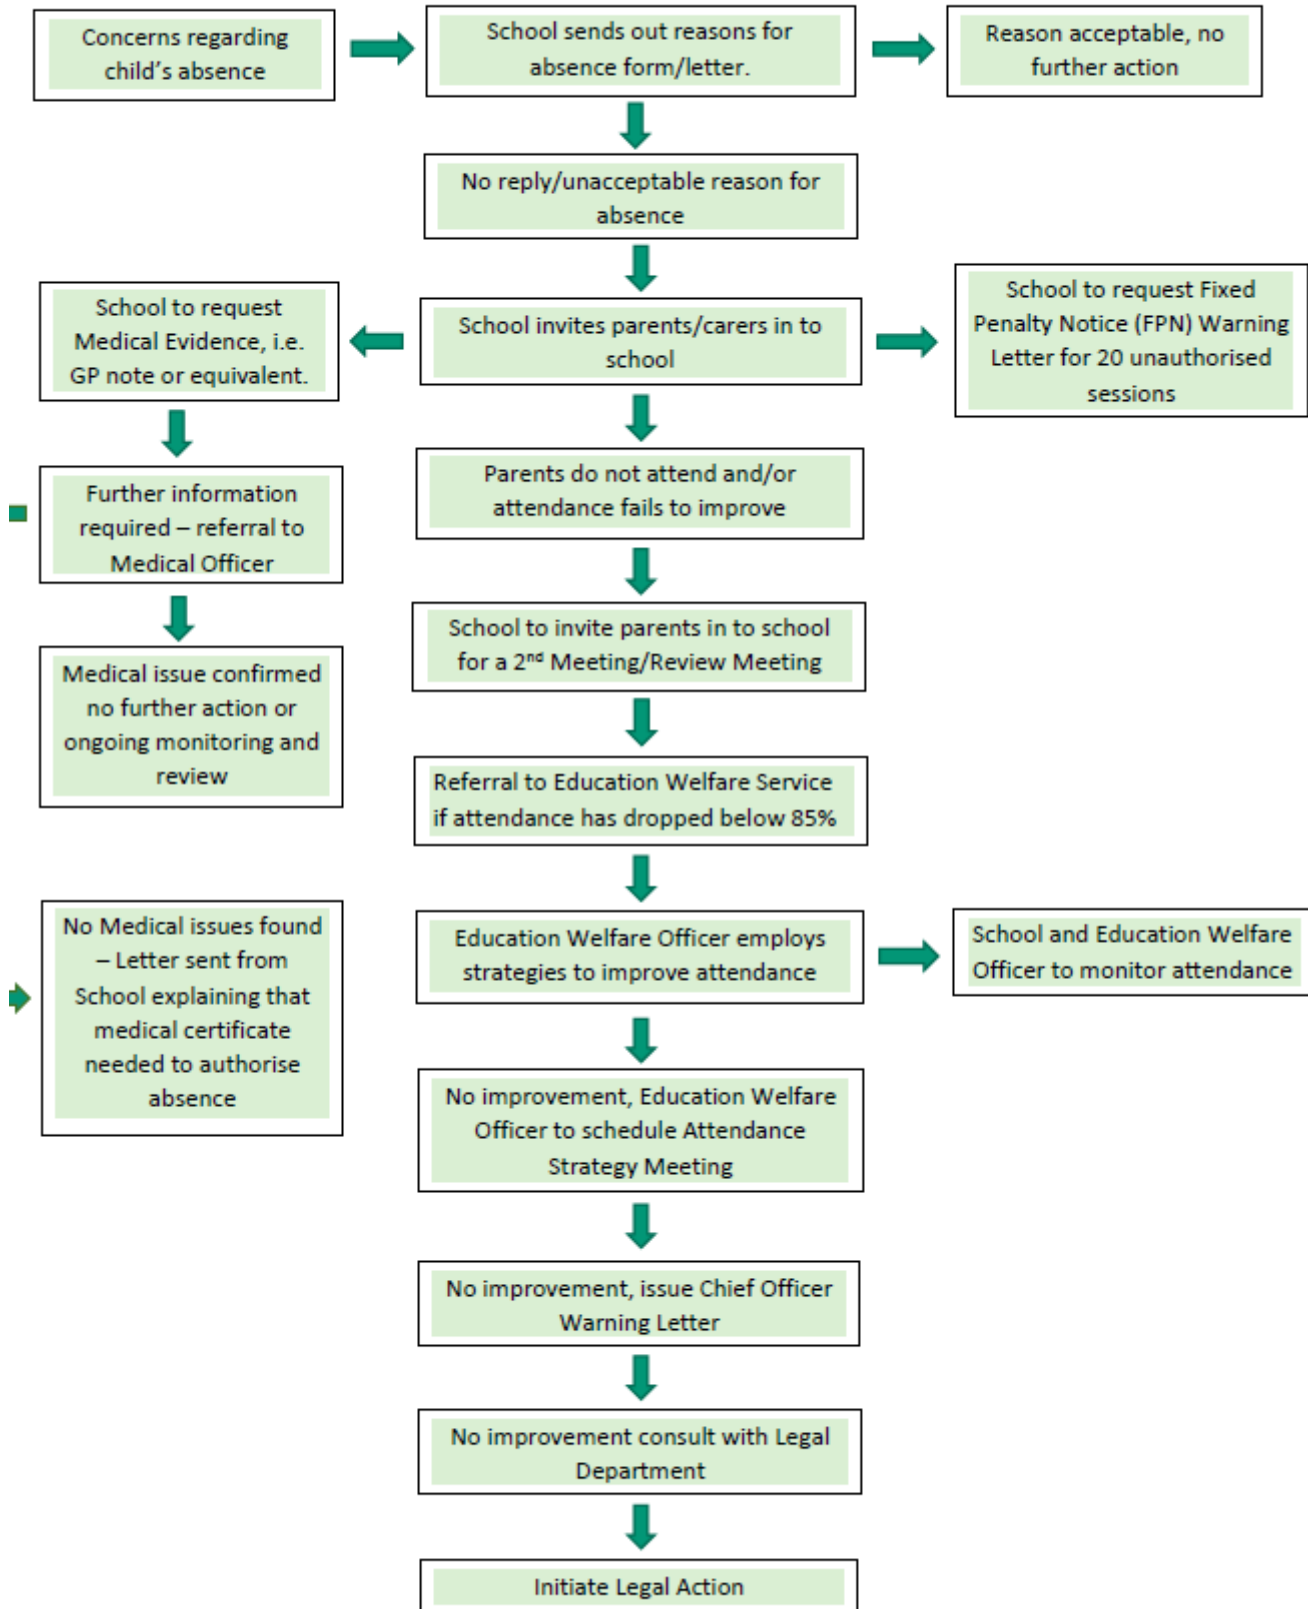 Concerns regarding
child's absence
School sends out reasons for
absence form/letter.
Reason acceptable, no
further action
No reply/unacceptable reason for
absence
School to request
Medical Evidence, i.e.
GP note or equivalent.
School invites parents/carers in to
school
School to request Fixed
Penalty Notice (FPN) Warning
Letter for 20 unauthorised
sessions
Further information
required – referral to
Medical Officer
Parents do not attend and/or
attendance fails to improve
Medical issue confirmed
no further action or
ongoing monitoring and
review
School to invite parents in to school
for a 2nd Meeting/Review Meeting
Referral to Education Welfare Service
if attendance has dropped below 85%
No Medical issues found
– Letter sent from
School explaining that
medical certificate
needed to authorise
absence
Education Welfare Officer employs
strategies to improve attendance
School and Education Welfare
Officer to monitor attendance
No improvement, Education Welfare
Officer to schedule Attendance
Strategy Meeting
No improvement, issue Chief Officer
Warning Letter
No improvement consult with Legal
Department
Initiate Legal Action